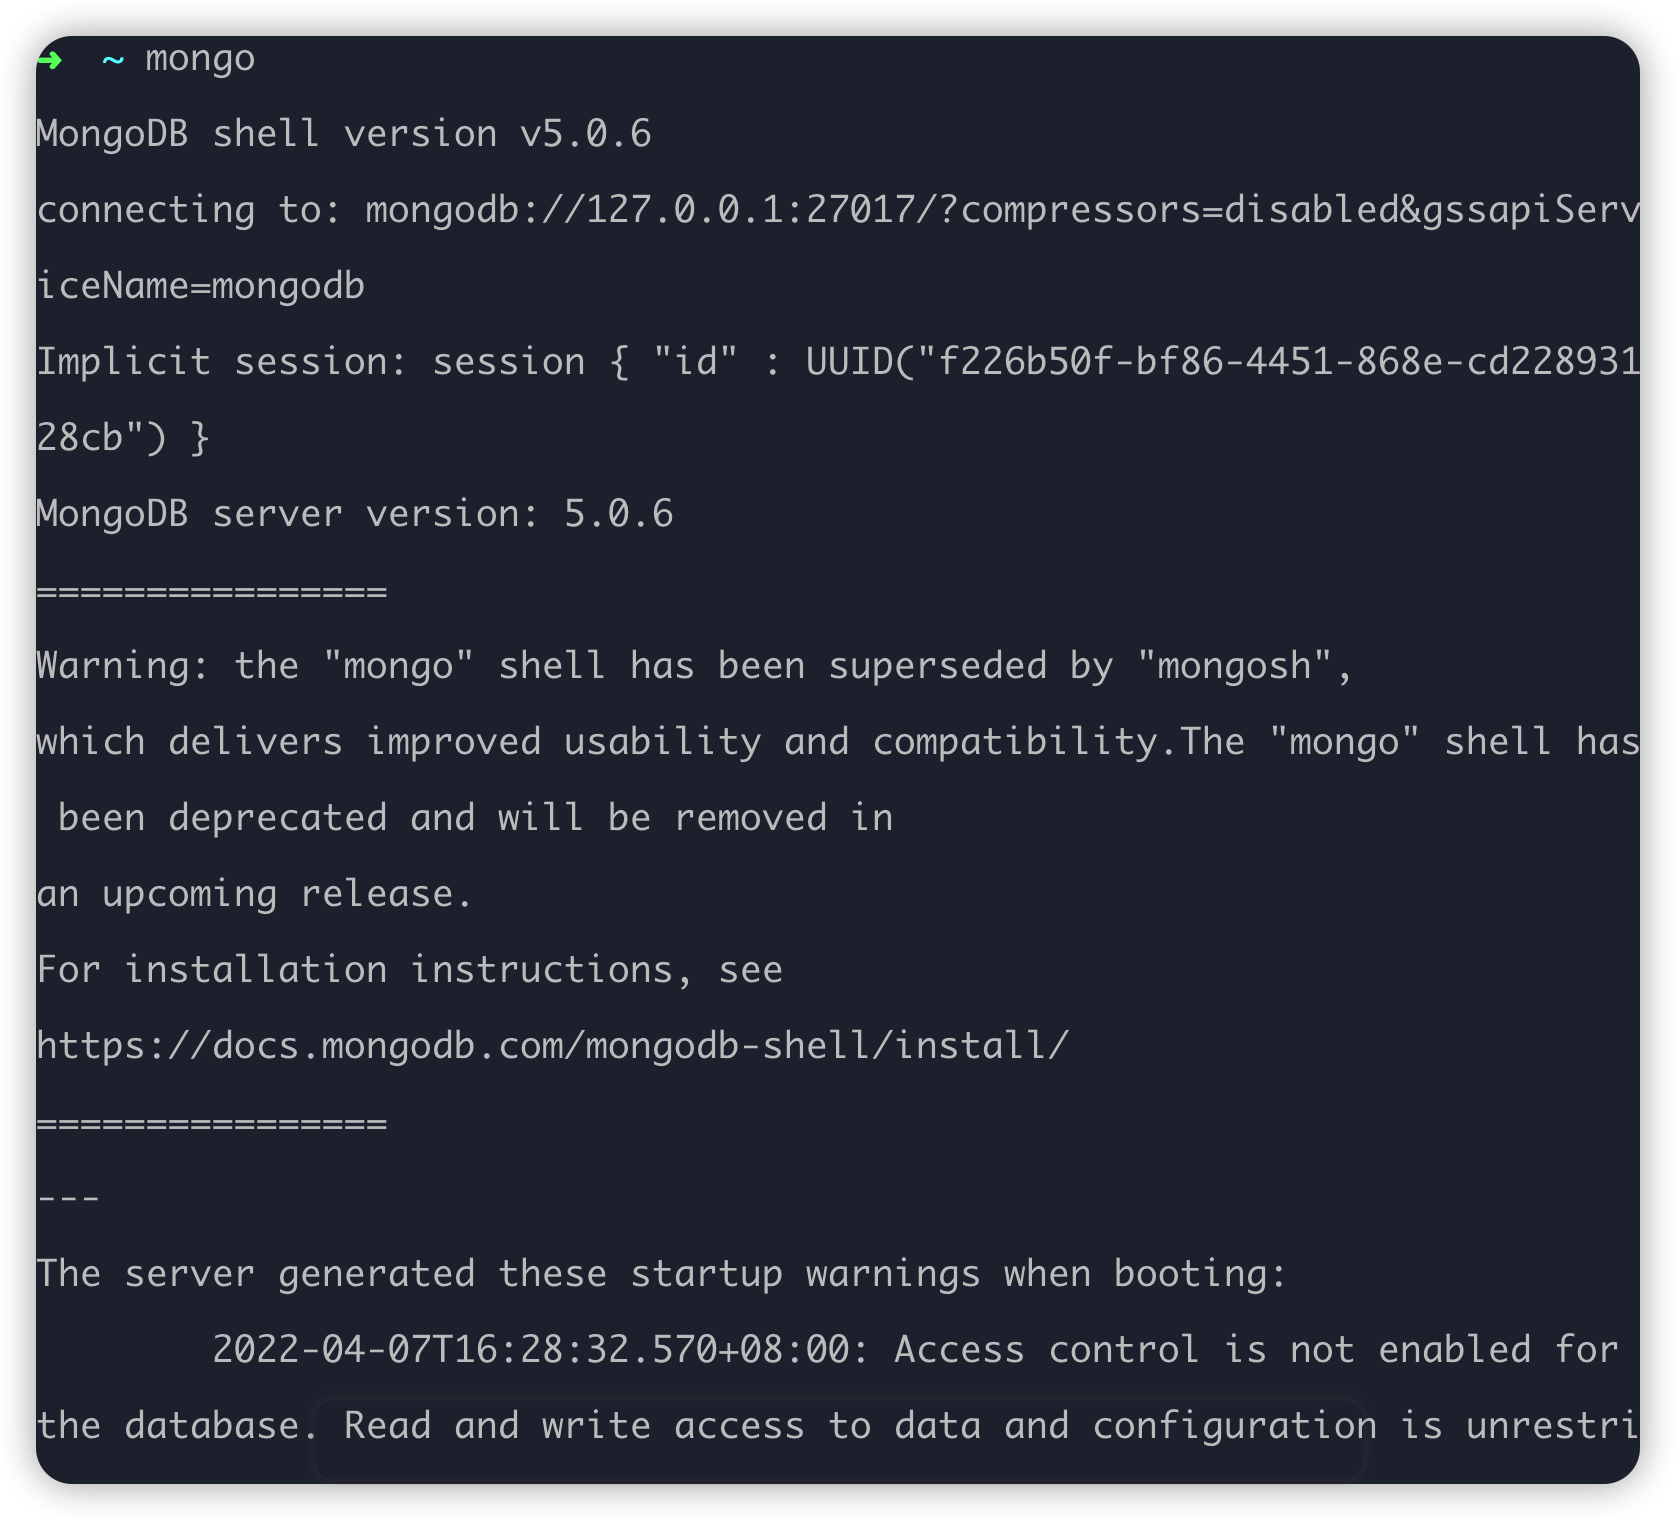 ➜  ~ mongo
MongoDB shell version v5.0.6
connecting to: mongodb://127.0.0.1:27017/?compressors=disabled&gssapiServ
iceName=mongodb
Implicit session: session { "id" : UUID("f226b50f-bf86-4451-868e-cd228931
28cb") }
MongoDB server version: 5.0.6
================
Warning: the "mongo" shell has been superseded by "mongosh",
which delivers improved usability and compatibility.The "mongo" shell has
 been deprecated and will be removed in
an upcoming release.
For installation instructions, see
https://docs.mongodb.com/mongodb-shell/install/
================
---
The server generated these startup warnings when booting:
        2022-04-07T16:28:32.570+08:00: Access control is not enabled for
the database. Read and write access to data and configuration is unrestri